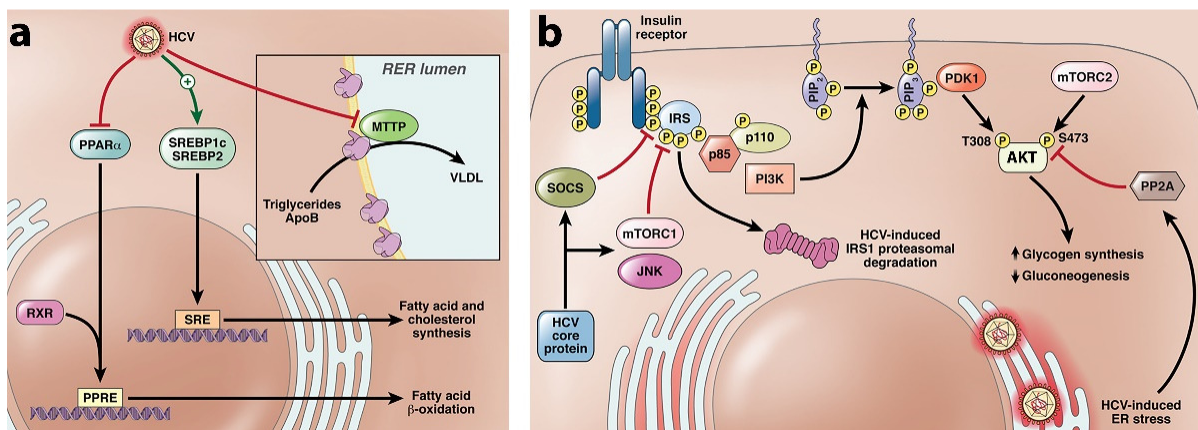 a
HCV
+
PPARα
SREBP1c
SREBP2
RER lumen
MTTP
VLDL
Triglycerides
ApoB
RXR
SRE
Fatty acid and
cholesterol
synthesis
PPRE
Fatty acid
β-oxidation
b
Insulin
receptor
P
P
P
P
P
P
P
IRS
P
P
P
P
p85
p110
PI3K
P
PIP2
P
P
P
PIP3
P
P
P
PDK1
mTORC2
T308
P
P
S473
AKT
PP2A
SOCS
mTORC1
JNK
HCV
core
protein
HCV-induced
IRS1 proteasomal
degradation
Glycogen synthesis
Gluconeogenesis
HCV-induced
ER stress